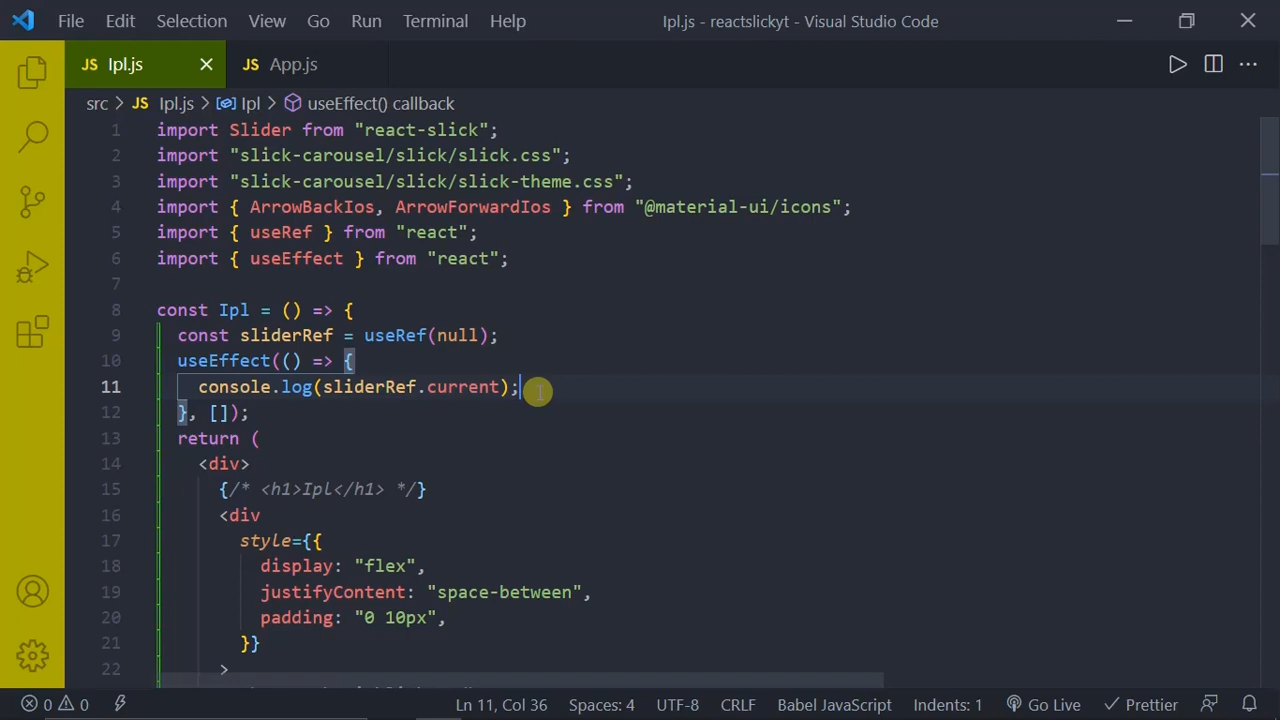 File Edit Selection View Go Run Terminal Help Ipl.js - reactslickyt - Visual Studio Code
JS Ipl.js JS App.js
src > JS Ipl.js > Ipl > useEffect() callback
1 import Slider from "react-slick";
2 import "slick-carousel/slick/slick.css";
3 import "slick-carousel/slick/slick-theme.css";
4 import { ArrowBackIos, ArrowForwardIos } from "@material-ui/icons";
5 import { useRef } from "react";
6 import { useEffect } from "react";
7
8 const Ipl = () => {
9 const sliderRef = useRef(null);
10 useEffect(() => {
11 console.log(sliderRef.current);
12 }, []);
13 return (
14 <div>
15 {/* <h1>Ipl</h1> */}
16 <div
17 style={{
18 display: "flex",
19 justifyContent: "space-between",
20 padding: "0 10px",
21 }}
22 >
0 0 Ln 11, Col 36 Spaces: 4 UTF-8 CRLF Babel JavaScript Indents: 1 Go Live Prettier